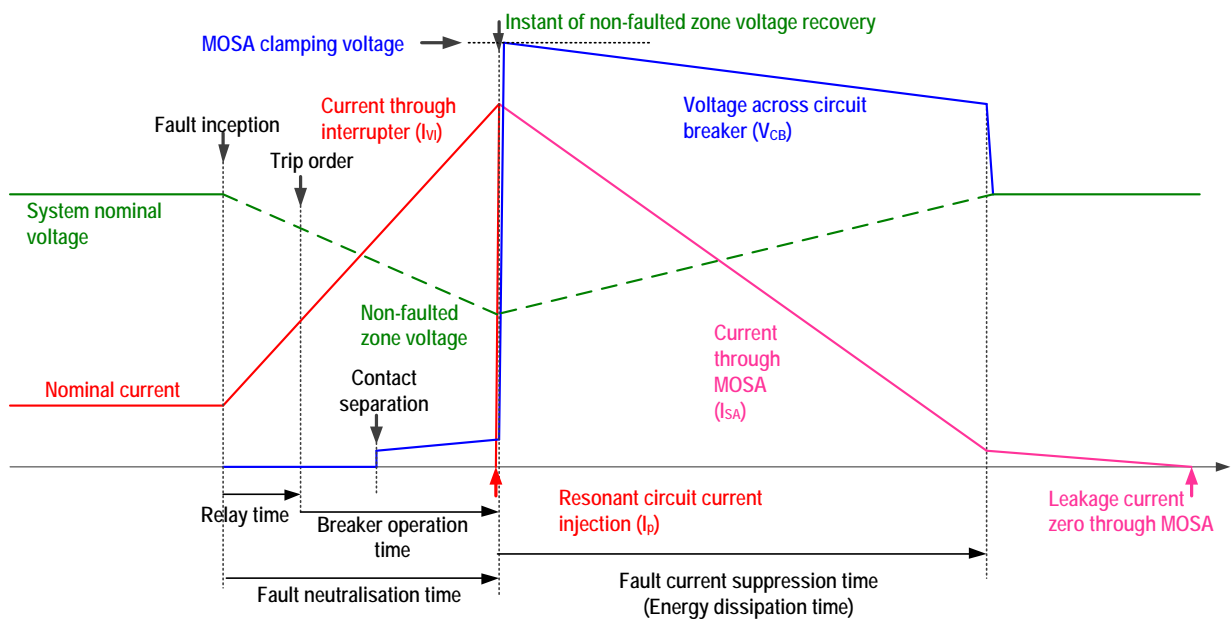 Instant of non-faulted zone voltage recovery
MOSA clamping voltage
Current through
interrupter (IVI)
Voltage across circuit
breaker (VCB)
Fault inception
Trip order
System nominal
voltage
Non-faulted
zone voltage
Current
through
MOSA
(ISA)
Nominal current
Contact
separation
Relay time
Breaker operation
time
Resonant circuit current
injection (Ip)
Leakage current
zero through MOSA
Fault neutralisation time
Fault current suppression time
(Energy dissipation time)